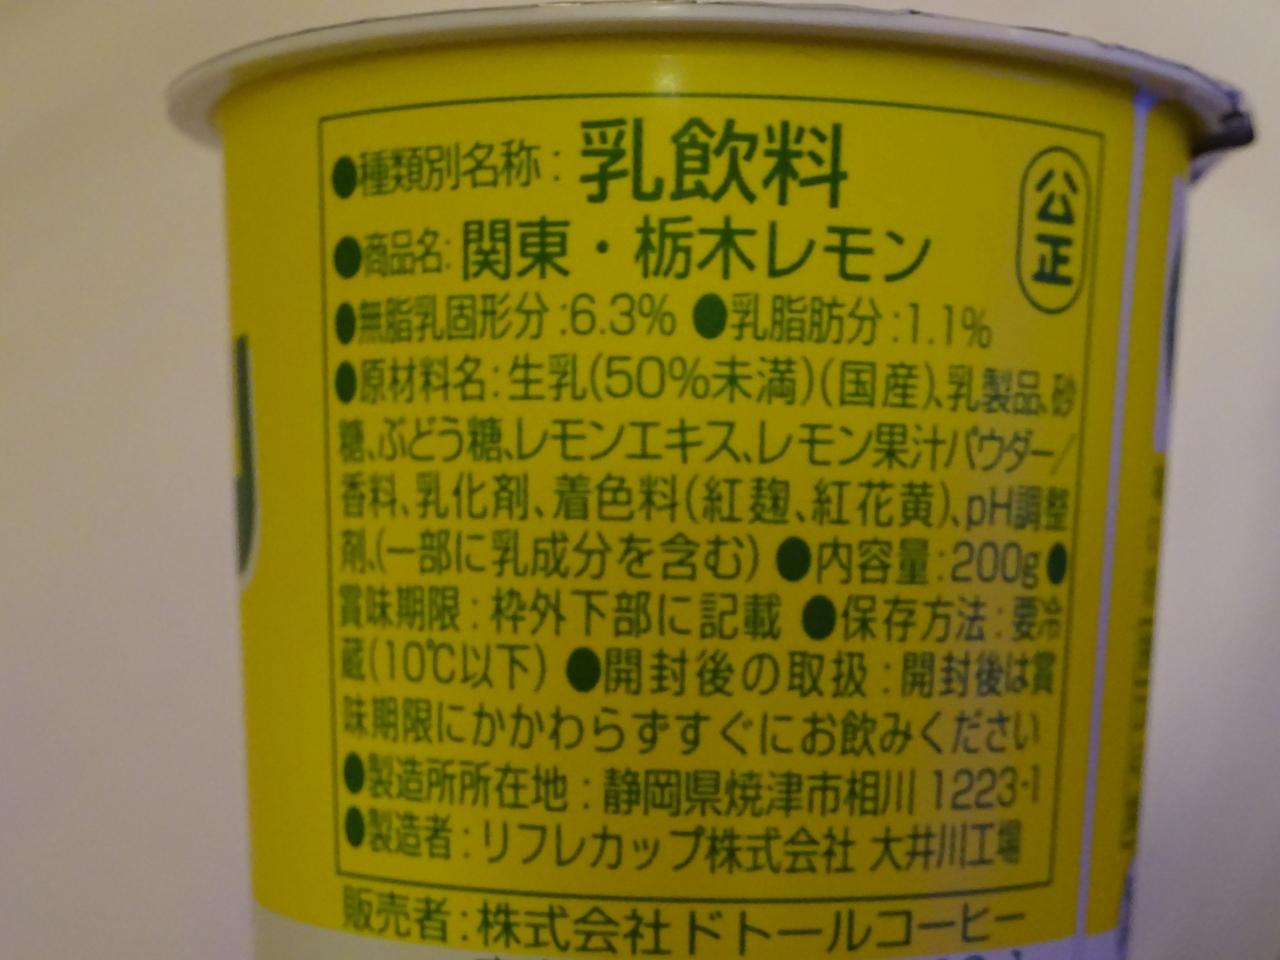 ●種類別名称：乳飲料
公正
●商品名：関東・栃木レモン
●無脂乳固形分：6.3% ●乳脂肪分：1.1%
●原材料名：生乳(50%未満)(国産)、乳製品、砂
糖、ぶどう糖、レモンエキス、レモン果汁パウダー/
香料、乳化剤、着色料(紅麹、紅花黄)、pH調整
剤、(一部に乳成分を含む) ●内容量：200g●
賞味期限：枠外下部に記載 ●保存方法：要冷
蔵(10℃以下) ●開封後の取扱：開封後は賞
味期限にかかわらずすぐにお飲みください
●製造所所在地：静岡県焼津市相川 1223-1
●製造者：リフレカップ株式会社 大井川工場
販売者：株式会社ドトールコーヒー